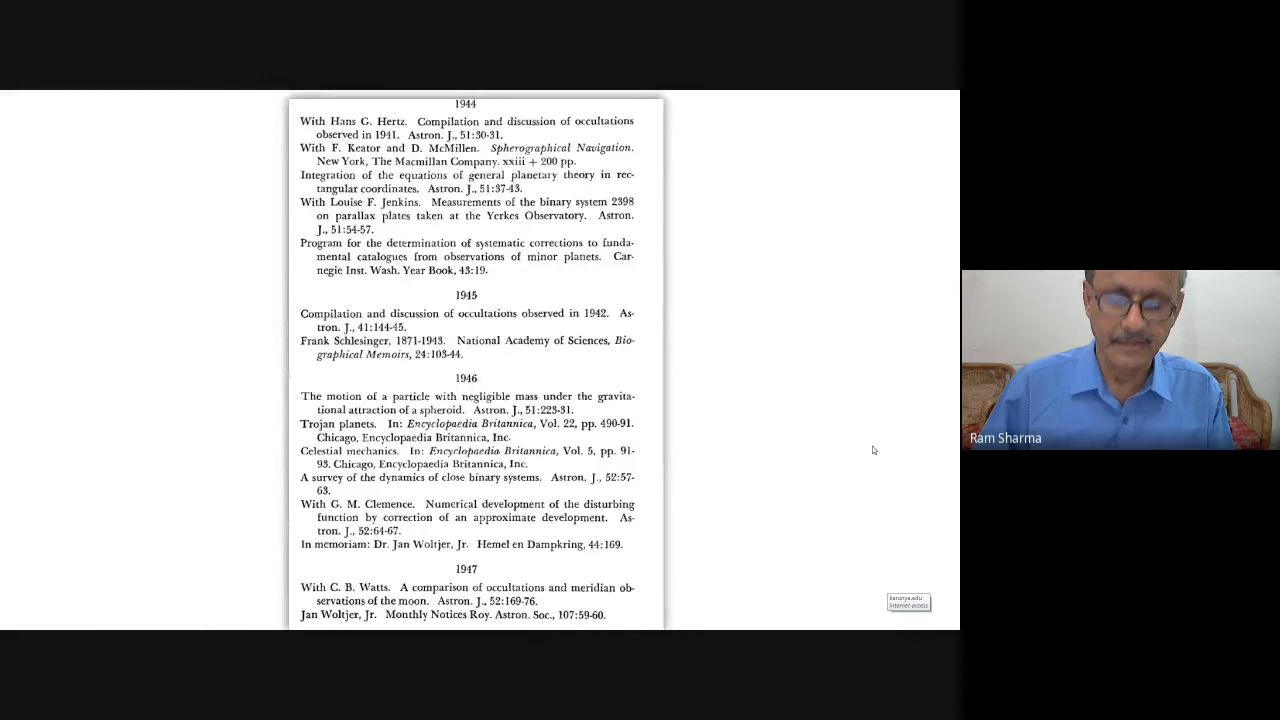 1944
With Hans G. Hertz. Compilation and discussion of occultations
observed in 1941. Astron. J., 51:30-31.
With F. Keator and D. McMillen. Spherographical Navigation.
New York, The Macmillan Company. xxiii + 200 pp.
Integration of the equations of general planetary theory in rec-
tangular coordinates. Astron. J., 51:37-43.
With Louise F. Jenkins. Measurements of the binary system 2398
on parallax plates taken at the Yerkes Observatory. Astron.
J., 51:54-57.
Program for the determination of systematic corrections to funda-
mental catalogues from observations of minor planets. Car-
negie Inst. Wash. Year Book, 43:19.
1945
Compilation and discussion of occultations observed in 1942. As-
tron. J., 41:144-45.
Frank Schlesinger, 1871-1943. National Academy of Sciences, Bio-
graphical Memoirs, 24:103-44.
1946
The motion of a particle with negligible mass under the gravita-
tional attraction of a spheroid. Astron. J., 51:223-31.
Trojan planets. In: Encyclopaedia Britannica, Vol. 22, pp. 490-91.
Chicago, Encyclopaedia Britannica, Inc.
Celestial mechanics. In: Encyclopaedia Britannica, Vol. 5, pp. 91-
93. Chicago, Encyclopaedia Britannica, Inc.
A survey of the dynamics of close binary systems. Astron. J., 52:57-
63.
With G. M. Clemence. Numerical development of the disturbing
function by correction of an approximate development. As-
tron. J., 52:64-67.
In memoriam: Dr. Jan Woltjer, Jr. Hemel en Dampkring, 44:169.
1947
With C. B. Watts. A comparison of occultations and meridian ob-
servations of the moon. Astron. J., 52:169-76.
Jan Woltjer, Jr. Monthly Notices Roy. Astron. Soc., 107:59-60.
karunya.edu
Internet access
Ram Sharma